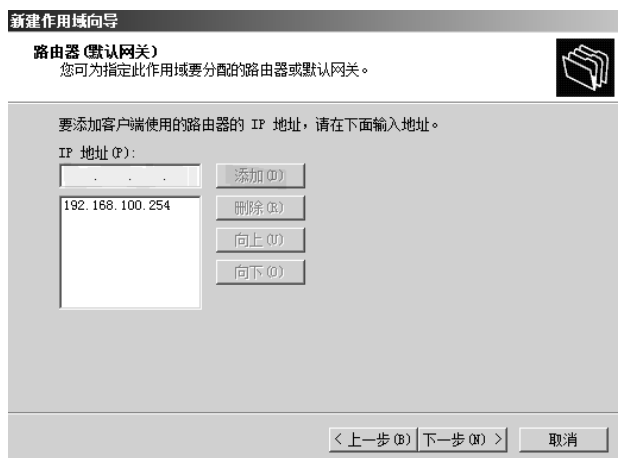 新建作用域向导
路由器(默认网关)
您可为指定此作用域要分配的路由器或默认网关。
要添加客户端使用的路由器的 IP 地址，请在下面输入地址。
IP 地址(P):
. . .
添加(D)
192.168.100.254
删除(R)
向上(U)
向下(O)
< 上一步(B)
下一步(N) >
取消